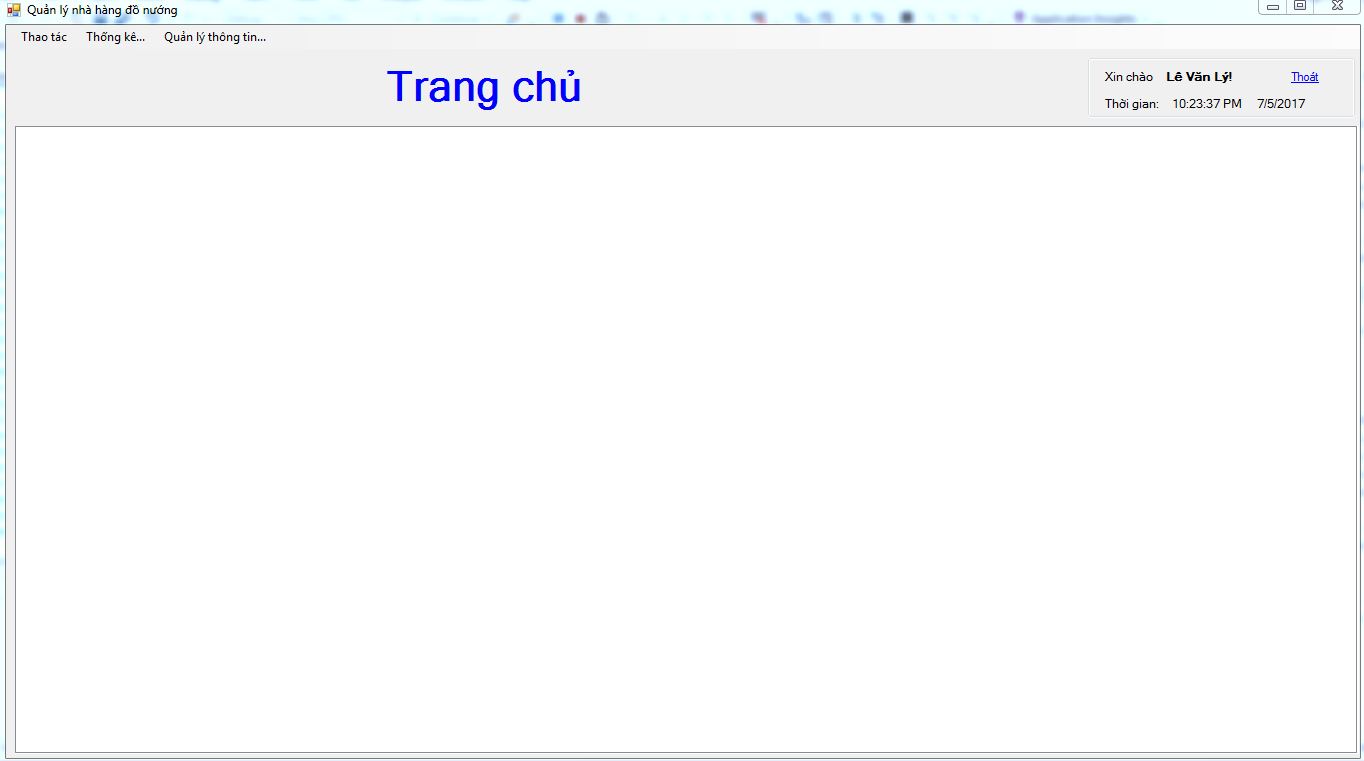 Quản lý nhà hàng đồ nướng
Thao tác Thống kê... Quản lý thông tin...
Trang chủ
Xin chào Lê Văn Lý! Thoát
Thời gian: 10:23:37 PM 7/5/2017